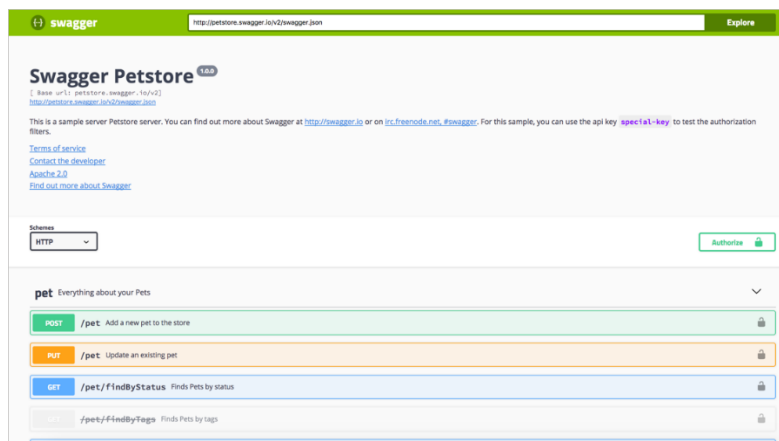 swagger
http://petstore.swagger.io/v2/swagger.json
Explore
Swagger Petstore 1.0.0
[ Base url: petstore.swagger.io/v2]
http://petstore.swagger.io/v2/swagger.json
This is a sample server Petstore server. You can find out more about Swagger at http://swagger.io or on irc.freenode.net, #swagger. For this sample, you can use the api key special-key to test the authorization
filters.
Terms of service
Contact the developer
Apache 2.0
Find out more about Swagger
Schemes
HTTP
Authorize
pet Everything about your Pets
POST /pet Add a new pet to the store
PUT /pet Update an existing pet
GET /pet/findByStatus Finds Pets by status
GET /pet/findByTags Finds Pets by tags